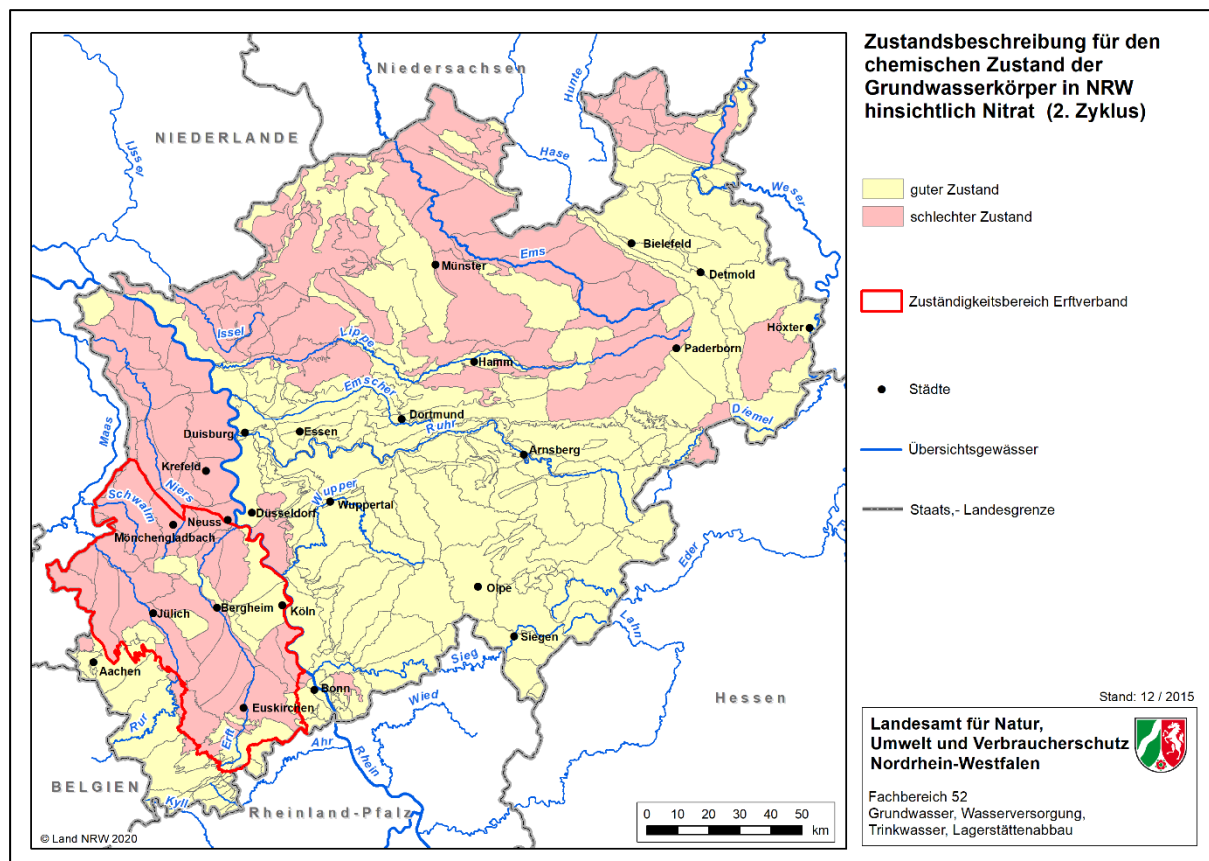 Zustandsbeschreibung für den
chemischen Zustand der
Grundwasserkörper in NRW
hinsichtlich Nitrat (2. Zyklus)
guter Zustand
schlechter Zustand
Zuständigkeitsbereich Erftverband
Städte
Übersichtsgewässer
Staats,- Landesgrenze
Stand: 12 / 2015
Landesamt für Natur,
Umwelt und Verbraucherschutz
Nordrhein-Westfalen
Fachbereich 52
Grundwasser, Wasserversorgung,
Trinkwasser, Lagerstättenabbau
Niedersachsen
Hunte
NIEDERLANDE
IJssel
Hase
Weser
Bielefeld
Ems
Münster
Detmold
Höxter
Issel
Lippe
Paderborn
Hamm
Emscher
Dortmund
Diemel
Maas
Duisburg
Essen
Ruhr
Arnsberg
Krefeld
Niers
Schwalm
Wupper
Wuppertal
Düsseldorf
Neuss
Mönchengladbach
Eder
Olpe
Bergheim
Köln
Jülich
Lahn
Siegen
Sieg
Aachen
Bonn
Wied
Hessen
Euskirchen
Rur
Erft
Ahr
Rhein
BELGIEN
Kyll
Rheinland-Pfalz
0 10 20 30 40 50
km
© Land NRW 2020